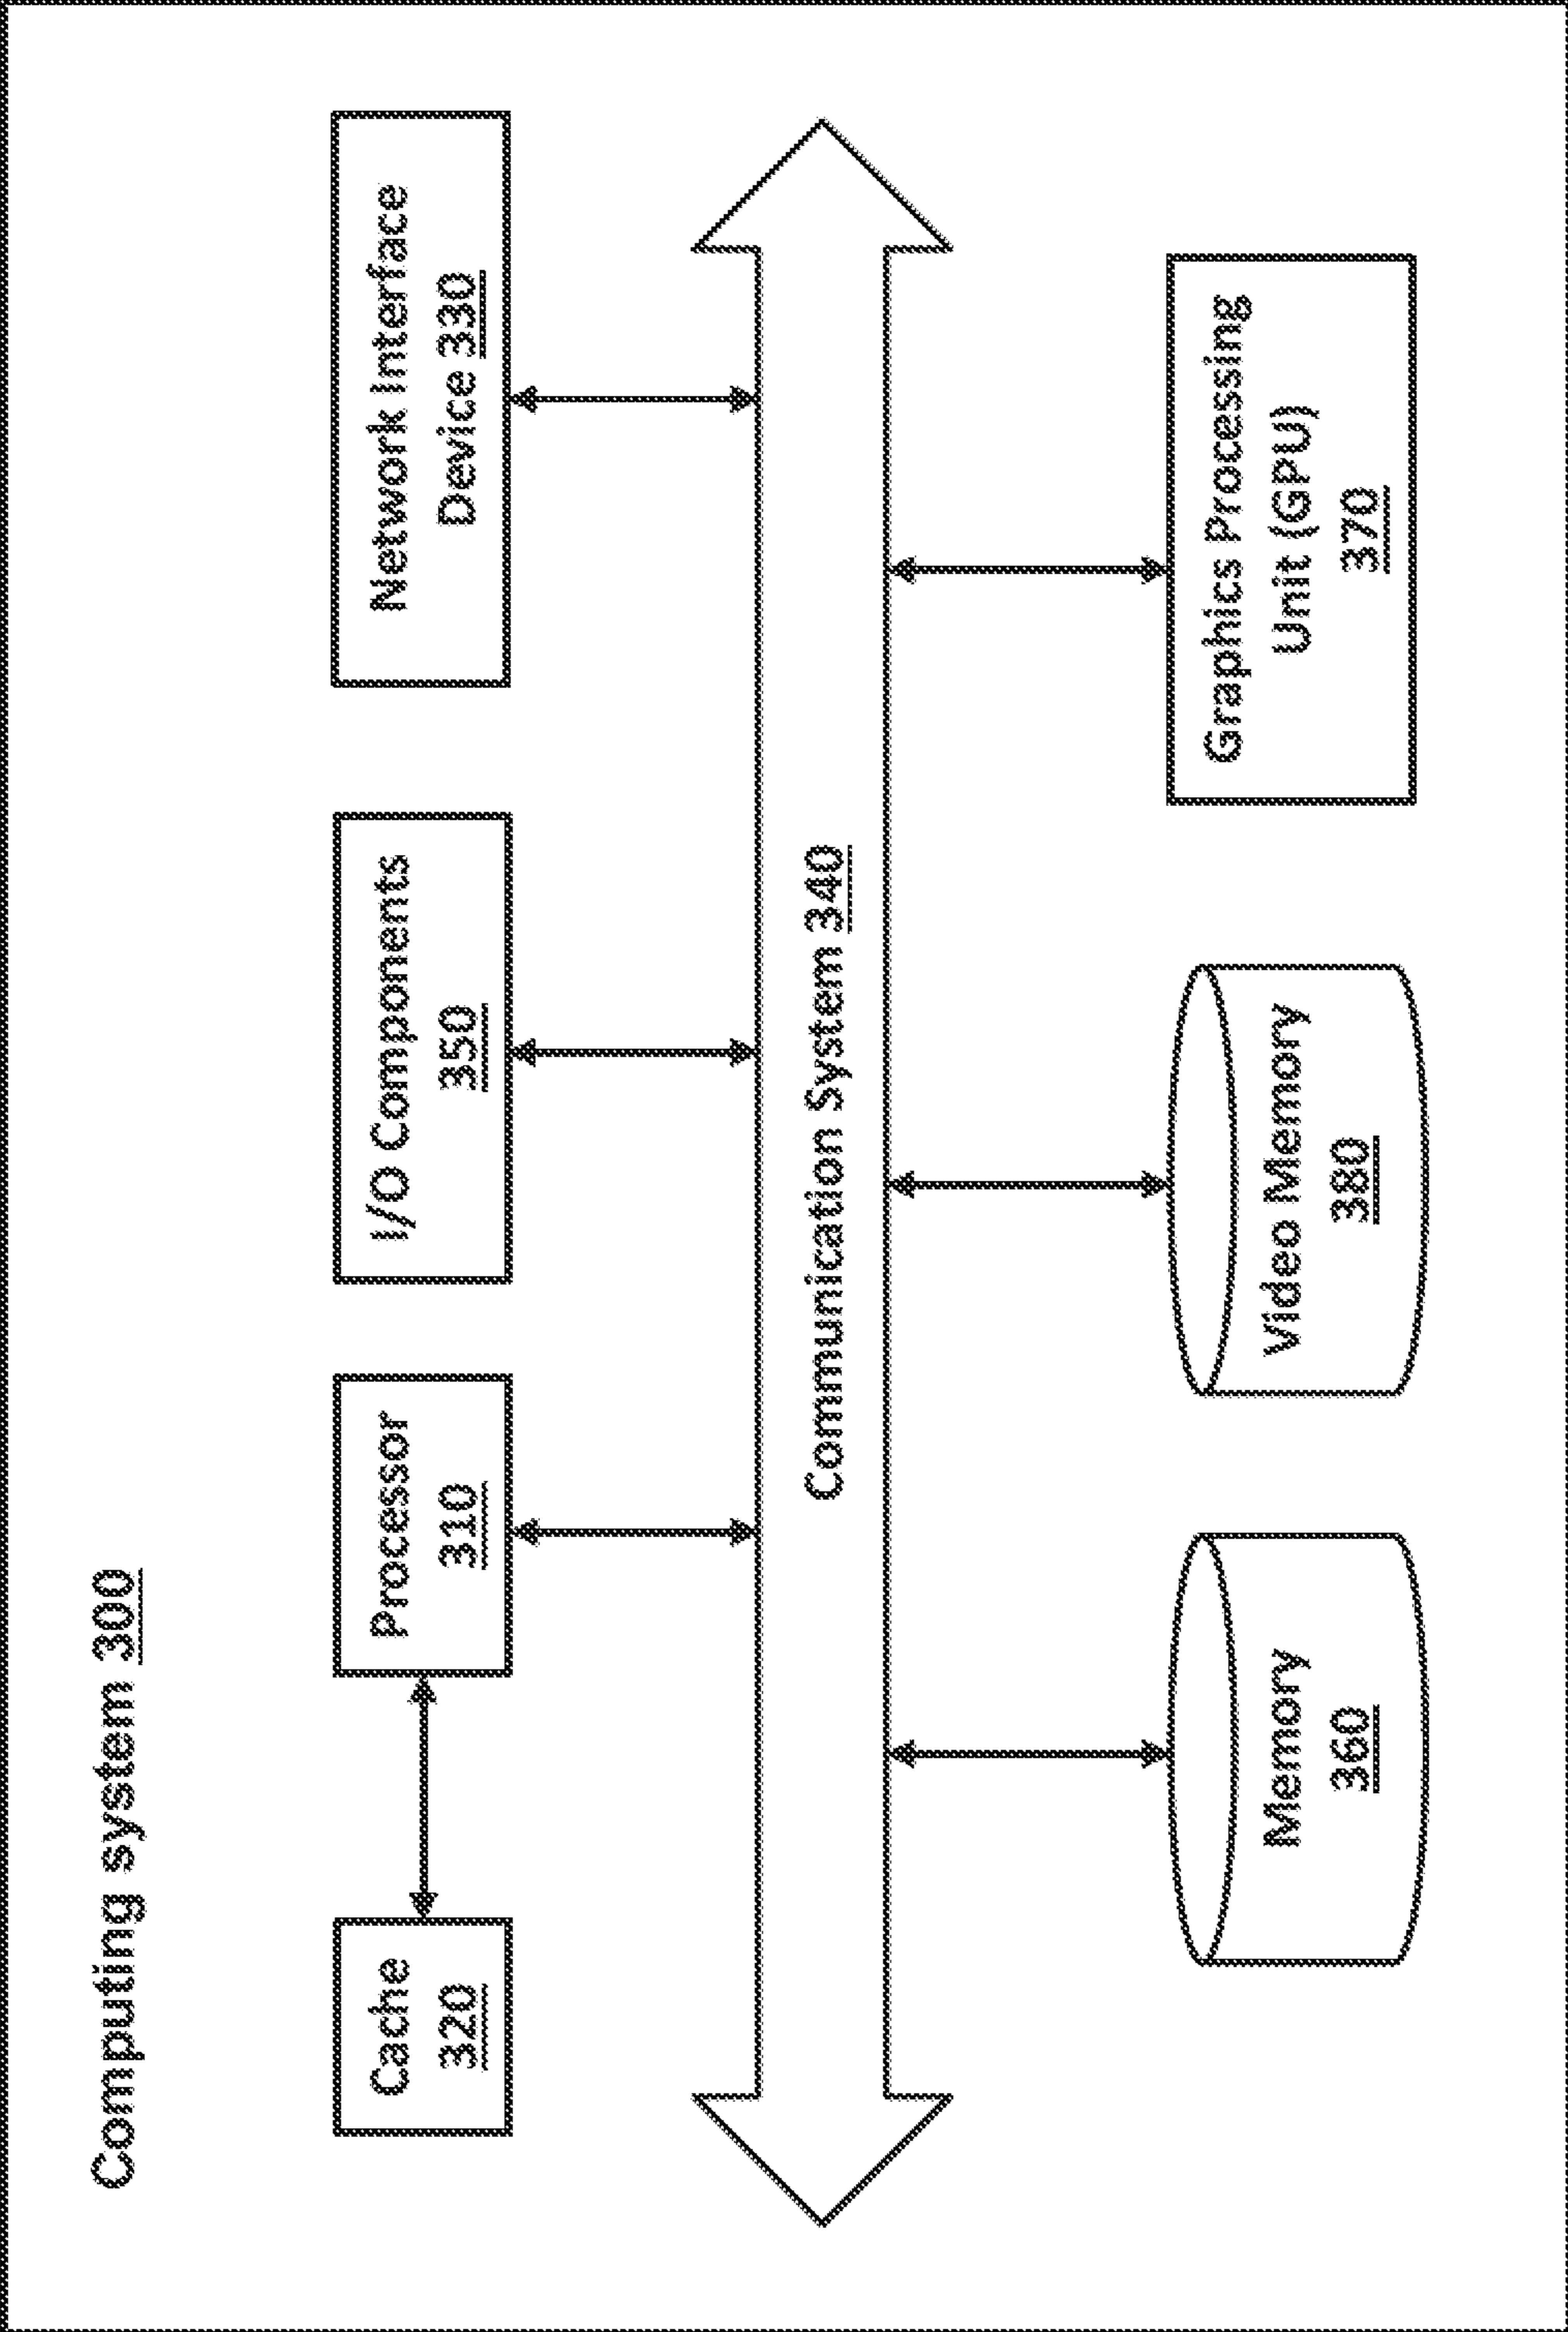 Computing system 300
Cache
320
Processor
310
I/O Components
350
Network Interface
Device 330
Communication System 340
Memory
360
Video Memory
380
Graphics Processing
Unit (GPU)
370